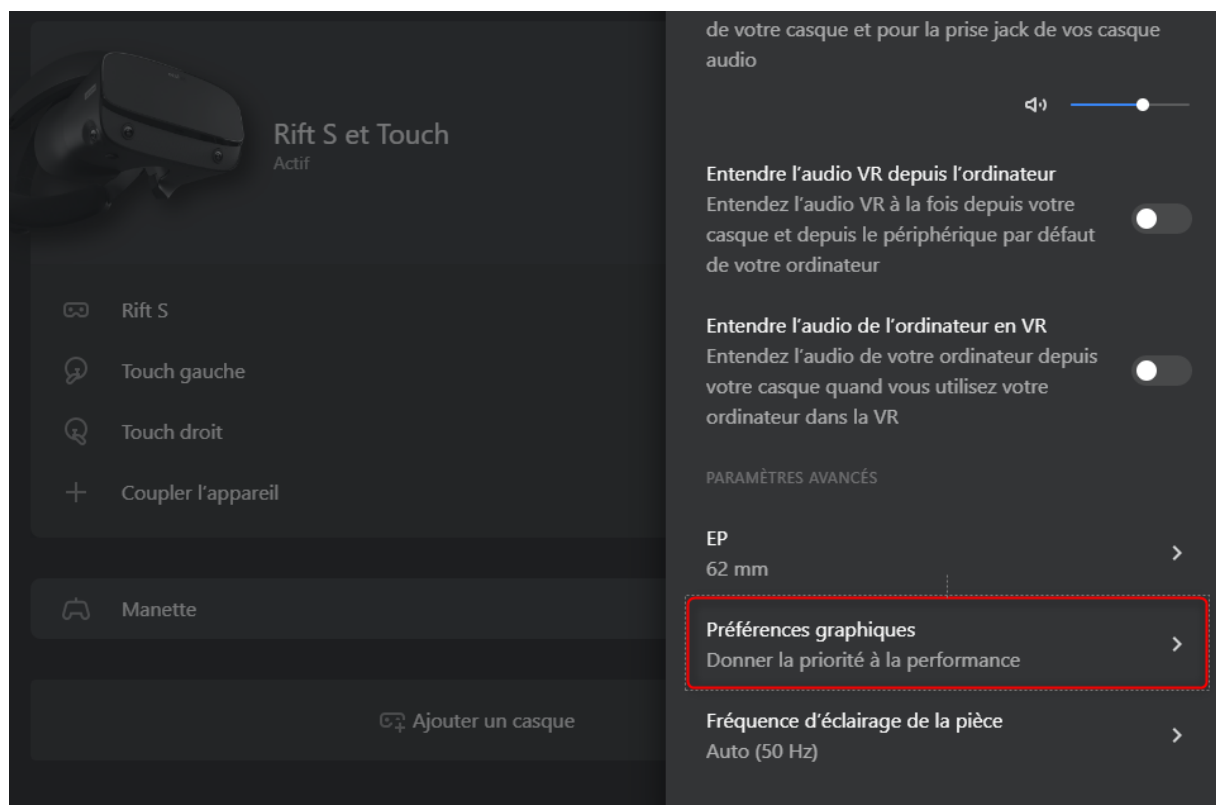 Rift S et Touch
Actif
Rift S
Touch gauche
Touch droit
Coupler l'appareil
Manette
Ajouter un casque
de votre casque et pour la prise jack de vos casque
audio
Entendre l'audio VR depuis l'ordinateur
Entendez l'audio VR à la fois depuis votre
casque et depuis le périphérique par défaut
de votre ordinateur
Entendre l'audio de l'ordinateur en VR
Entendez l'audio de votre ordinateur depuis
votre casque quand vous utilisez votre
ordinateur dans la VR
PARAMÈTRES AVANCÉS
EP
62 mm
Préférences graphiques
Donner la priorité à la performance
Fréquence d'éclairage de la pièce
Auto (50 Hz)